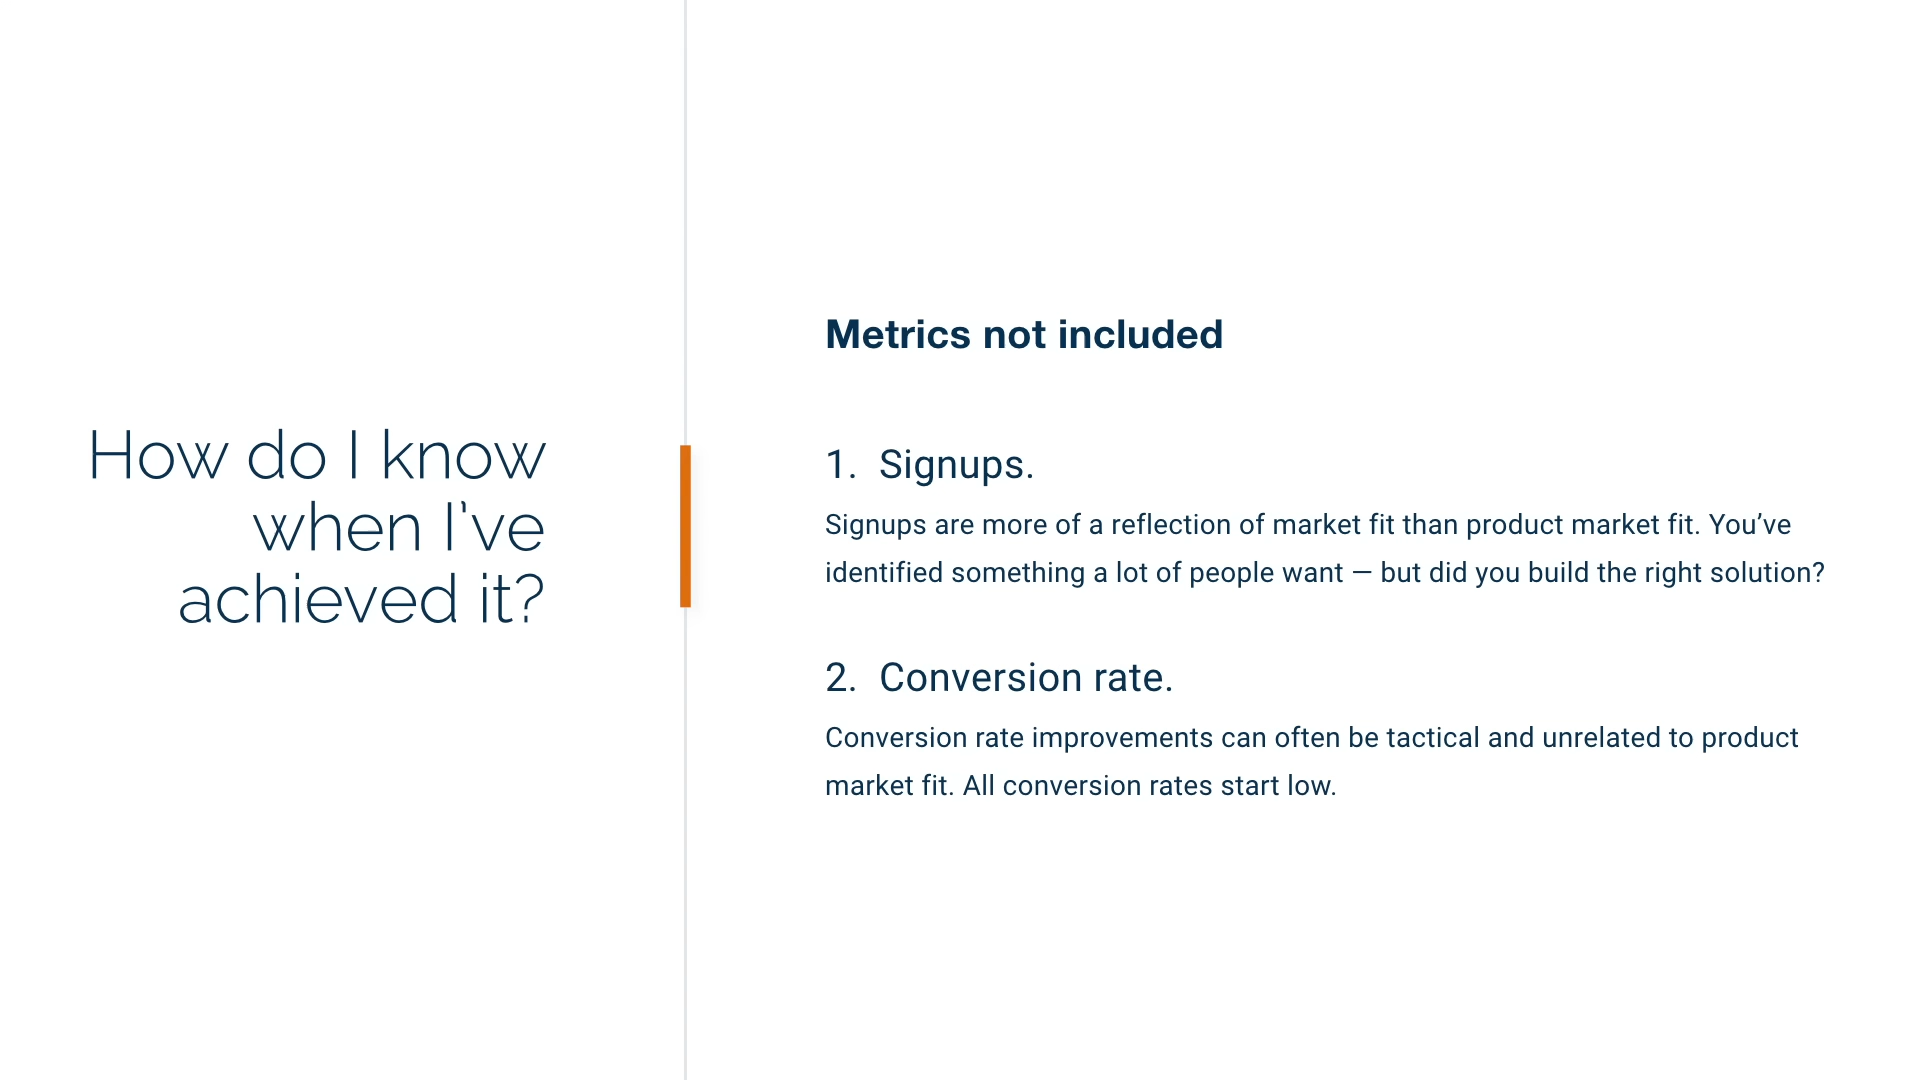 How do I know
when I've
achieved it?
Metrics not included
1. Signups.
Signups are more of a reflection of market fit than product market fit. You’ve
identified something a lot of people want — but did you build the right solution?
2. Conversion rate.
Conversion rate improvements can often be tactical and unrelated to product
market fit. All conversion rates start low.